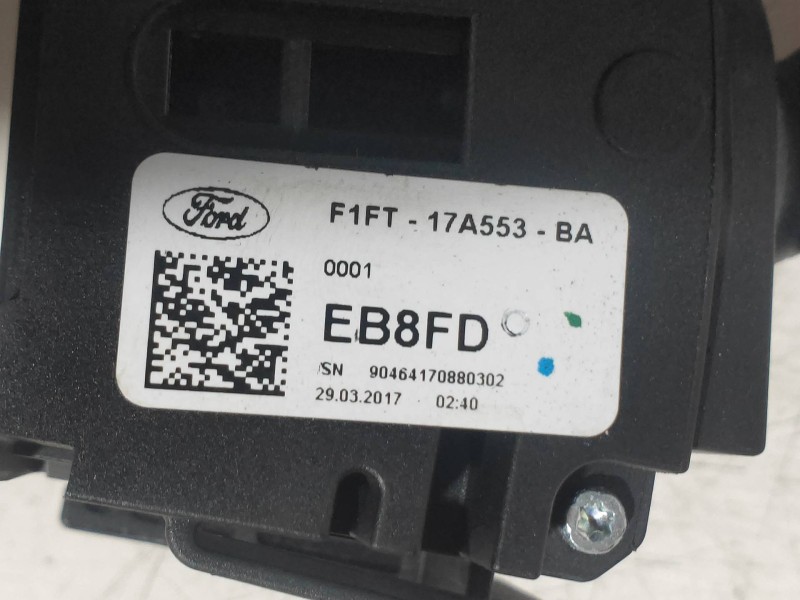 Ford
F1FT - 17A553 - BA
0001
EB8FD
SN 90464170880302
29.03.2017 02:40